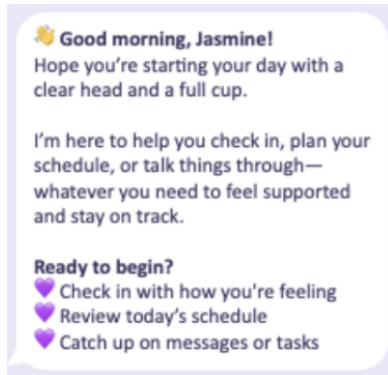 👋 Good morning, Jasmine!
Hope you’re starting your day with a
clear head and a full cup.
I’m here to help you check in, plan your
schedule, or talk things through—
whatever you need to feel supported
and stay on track.
Ready to begin?
💜 Check in with how you're feeling
💜 Review today’s schedule
💜 Catch up on messages or tasks